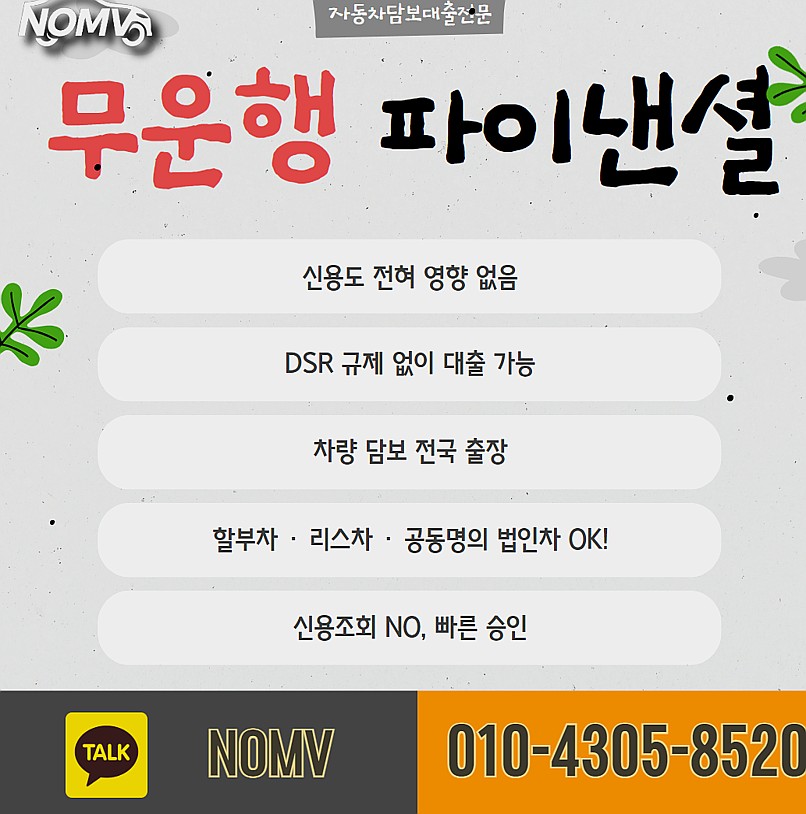 NOMV
자동차담보대출전문
무운행 파이낸셜
신용도 전혀 영향 없음
DSR 규제 없이 대출 가능
차량 담보 전국 출장
할부차 · 리스차 · 공동명의 법인차 OK!
신용조회 NO, 빠른 승인
TALK
NOMV
010-4305-8520